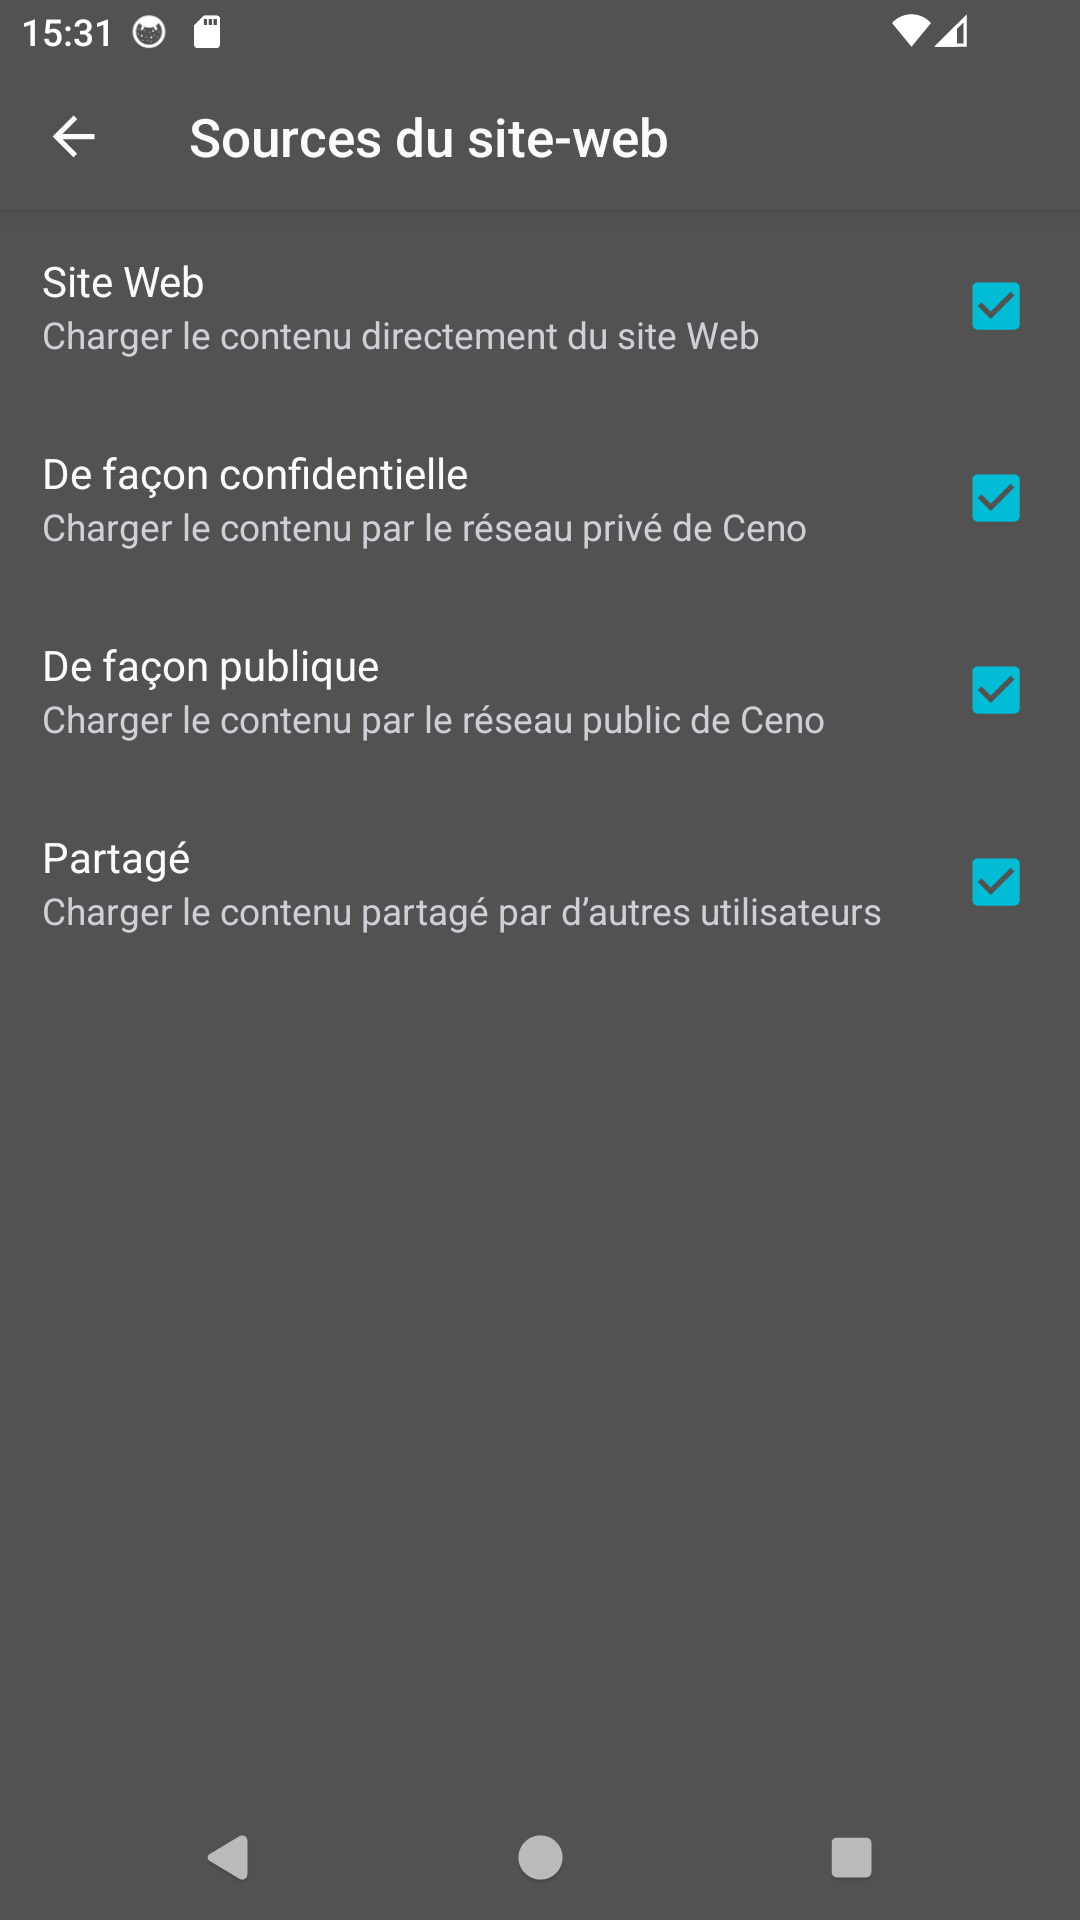 15:31
Sources du site-web
Site Web
Charger le contenu directement du site Web
De façon confidentielle
Charger le contenu par le réseau privé de Ceno
De façon publique
Charger le contenu par le réseau public de Ceno
Partagé
Charger le contenu partagé par d’autres utilisateurs